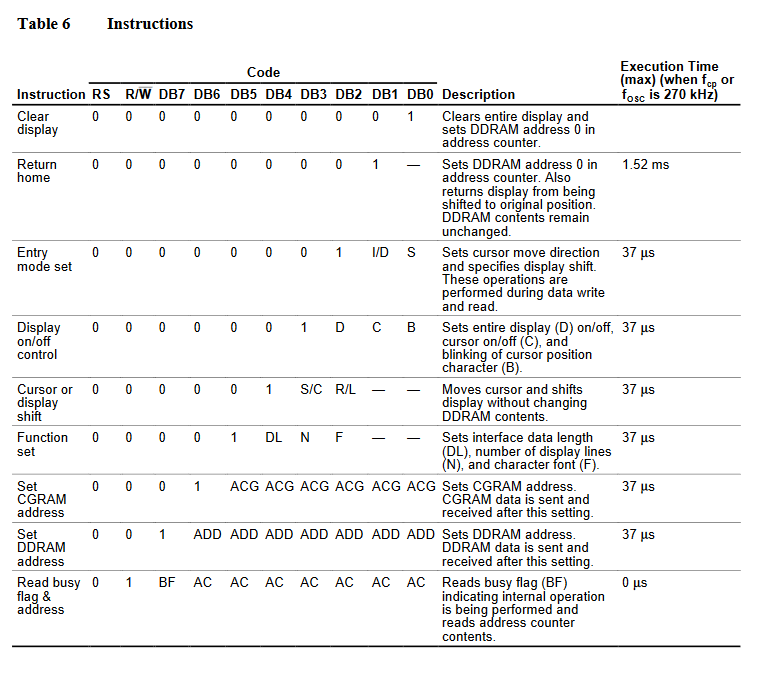 Table 6 Instructions
Code
Execution Time
(max) (when fcp or
fOSC is 270 kHz)
Instruction RS R/W̅ DB7 DB6 DB5 DB4 DB3 DB2 DB1 DB0 Description
Clear 0 0 0 0 0 0 0 0 0 1 Clears entire display and
display sets DDRAM address 0 in
address counter.
Return 0 0 0 0 0 0 0 0 1 — Sets DDRAM address 0 in 1.52 ms
home address counter. Also
returns display from being
shifted to original position.
DDRAM contents remain
unchanged.
Entry 0 0 0 0 0 0 0 1 I/D S Sets cursor move direction 37 µs
mode set and specifies display shift.
These operations are
performed during data write
and read.
Display 0 0 0 0 0 0 1 D C B Sets entire display (D) on/off, 37 µs
on/off cursor on/off (C), and
control blinking of cursor position
character (B).
Cursor or 0 0 0 0 0 1 S/C R/L — — Moves cursor and shifts 37 µs
display display without changing
shift DDRAM contents.
Function 0 0 0 0 1 DL N F — — Sets interface data length 37 µs
set (DL), number of display lines
(N), and character font (F).
Set 0 0 0 1 ACG ACG ACG ACG ACG ACG Sets CGRAM address. 37 µs
CGRAM CGRAM data is sent and
address received after this setting.
Set 0 0 1 ADD ADD ADD ADD ADD ADD ADD Sets DDRAM address. 37 µs
DDRAM DDRAM data is sent and
address received after this setting.
Read busy 0 1 BF AC AC AC AC AC AC AC Reads busy flag (BF) 0 µs
flag & indicating internal operation
address is being performed and
reads address counter
contents.